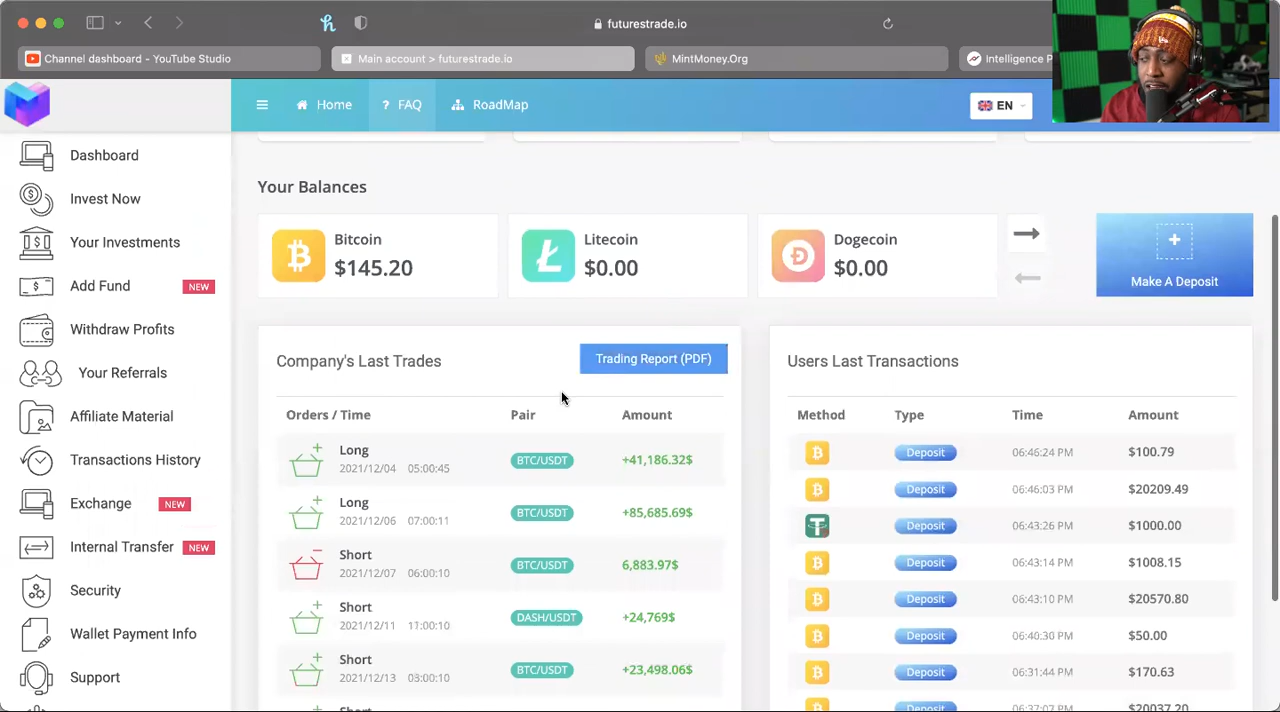 futurestrade.io
Channel dashboard - YouTube Studio
Main account > futurestrade.io
MintMoney.Org
Intelligence P
Home
? FAQ
RoadMap
EN
Dashboard
Invest Now
Your Investments
Add Fund NEW
Withdraw Profits
Your Referrals
Affiliate Material
Transactions History
Exchange NEW
Internal Transfer NEW
Security
Wallet Payment Info
Support
Your Balances
Bitcoin
$145.20
Litecoin
$0.00
Dogecoin
$0.00
Make A Deposit
Company's Last Trades
Trading Report (PDF)
Orders / Time Pair Amount
Long
2021/12/04 05:00:45 BTC/USDT +41,186.32$
Long
2021/12/06 07:00:11 BTC/USDT +85,685.69$
Short
2021/12/07 06:00:10 BTC/USDT 6,883.97$
Short
2021/12/11 11:00:10 DASH/USDT +24,769$
Short
2021/12/13 03:00:10 BTC/USDT +23,498.06$
Users Last Transactions
Method Type Time Amount
Deposit 06:46:24 PM $100.79
Deposit 06:46:03 PM $20209.49
Deposit 06:43:26 PM $1000.00
Deposit 06:43:14 PM $1008.15
Deposit 06:43:10 PM $20570.80
Deposit 06:40:30 PM $50.00
Deposit 06:31:44 PM $170.63
Deposit 06:37:07 PM $20037.20